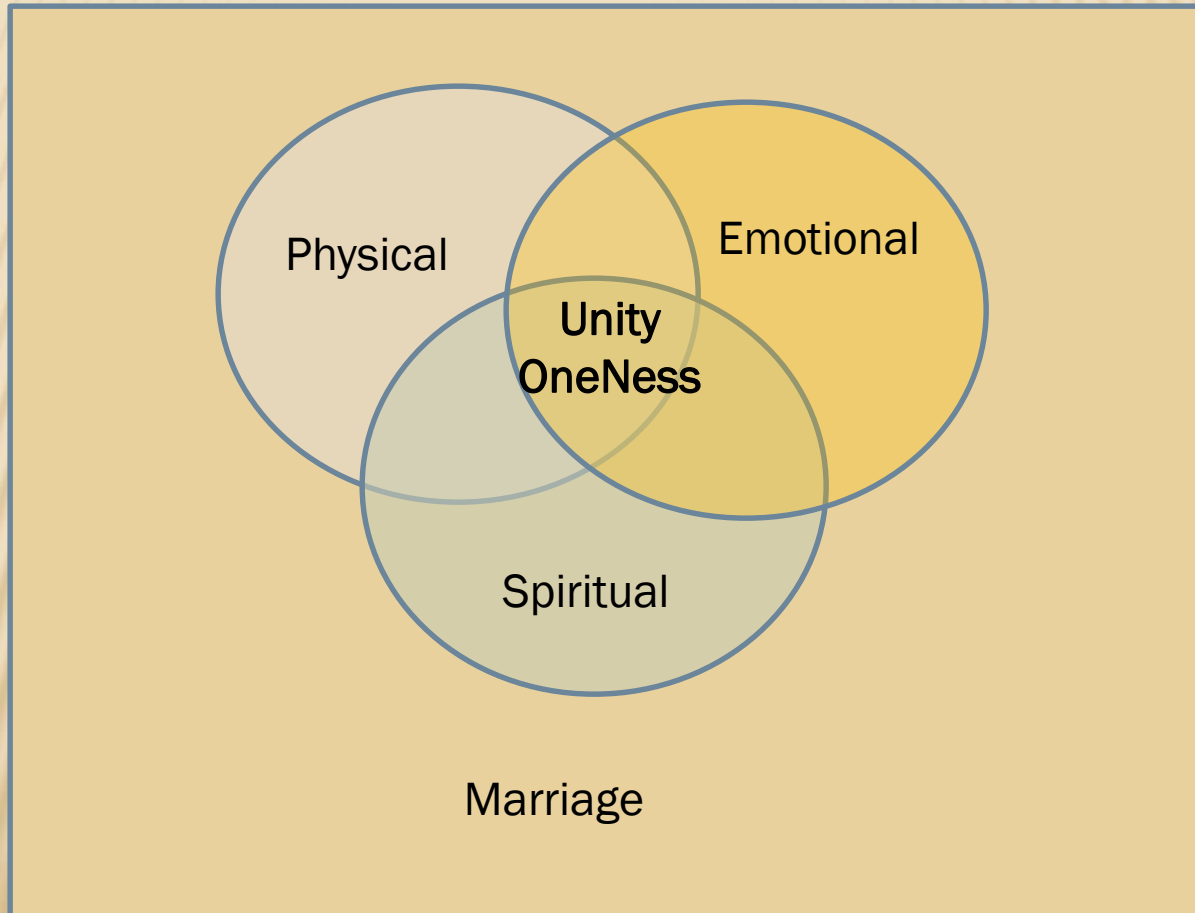 Physical
Emotional
Unity
OneNess
Spiritual
Marriage